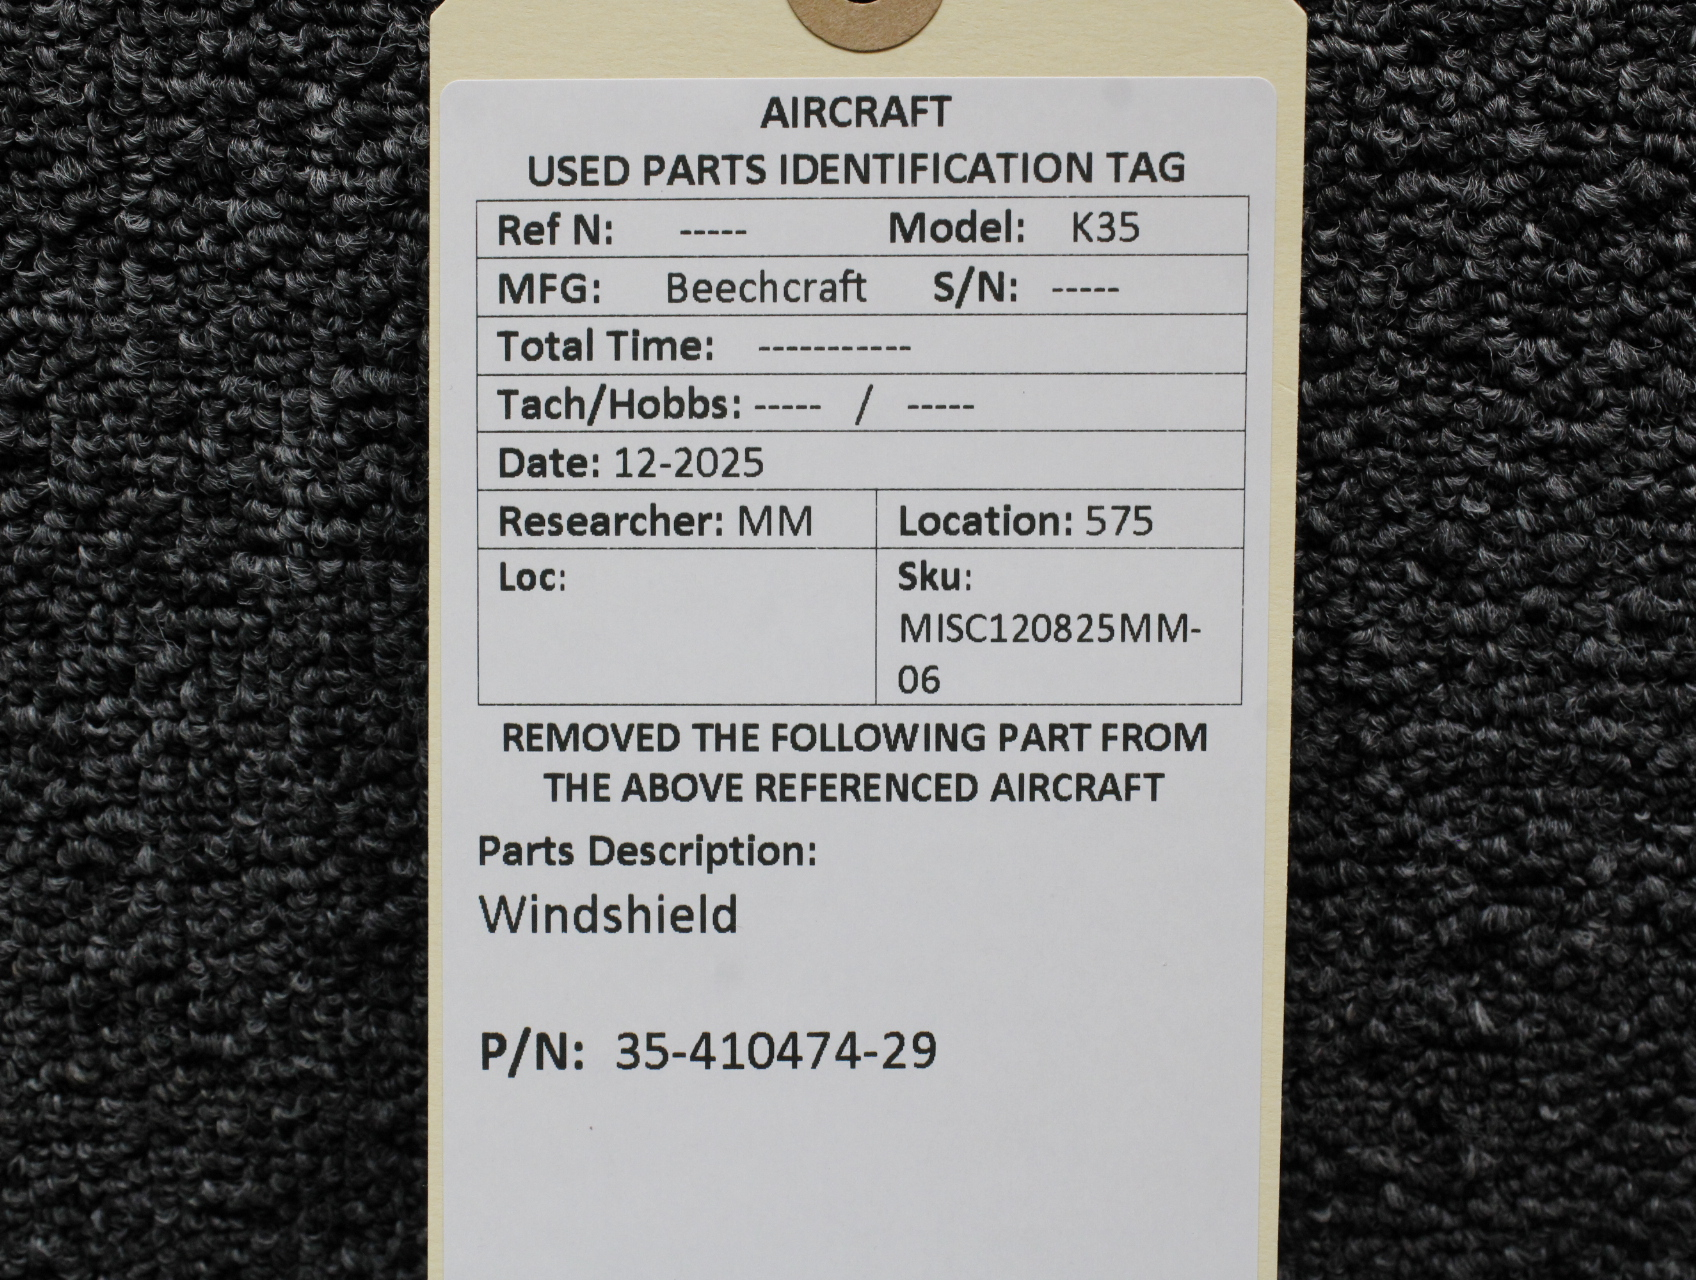 AIRCRAFT
USED PARTS IDENTIFICATION TAG
Ref N: ----- Model: K35
MFG: Beechcraft S/N: -----
Total Time: -----------
Tach/Hobbs: ----- / -----
Date: 12-2025
Researcher: MM Location: 575
Loc: Sku:
MISC120825MM-
06
REMOVED THE FOLLOWING PART FROM
THE ABOVE REFERENCED AIRCRAFT
Parts Description:
Windshield
P/N: 35-410474-29